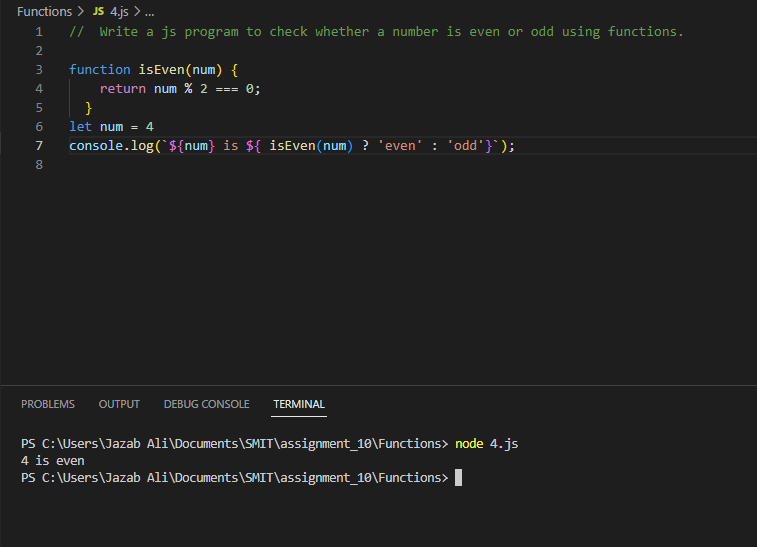 Functions > JS 4.js > ...
1 //  Write a js program to check whether a number is even or odd using functions.
2
3 function isEven(num) {
4     return num % 2 === 0;
5   }
6 let num = 4
7 console.log(`${num} is ${ isEven(num) ? 'even' : 'odd'}`);
8
PROBLEMS OUTPUT DEBUG CONSOLE TERMINAL
PS C:\Users\Jazab Ali\Documents\SMIT\assignment_10\Functions> node 4.js
4 is even
PS C:\Users\Jazab Ali\Documents\SMIT\assignment_10\Functions>